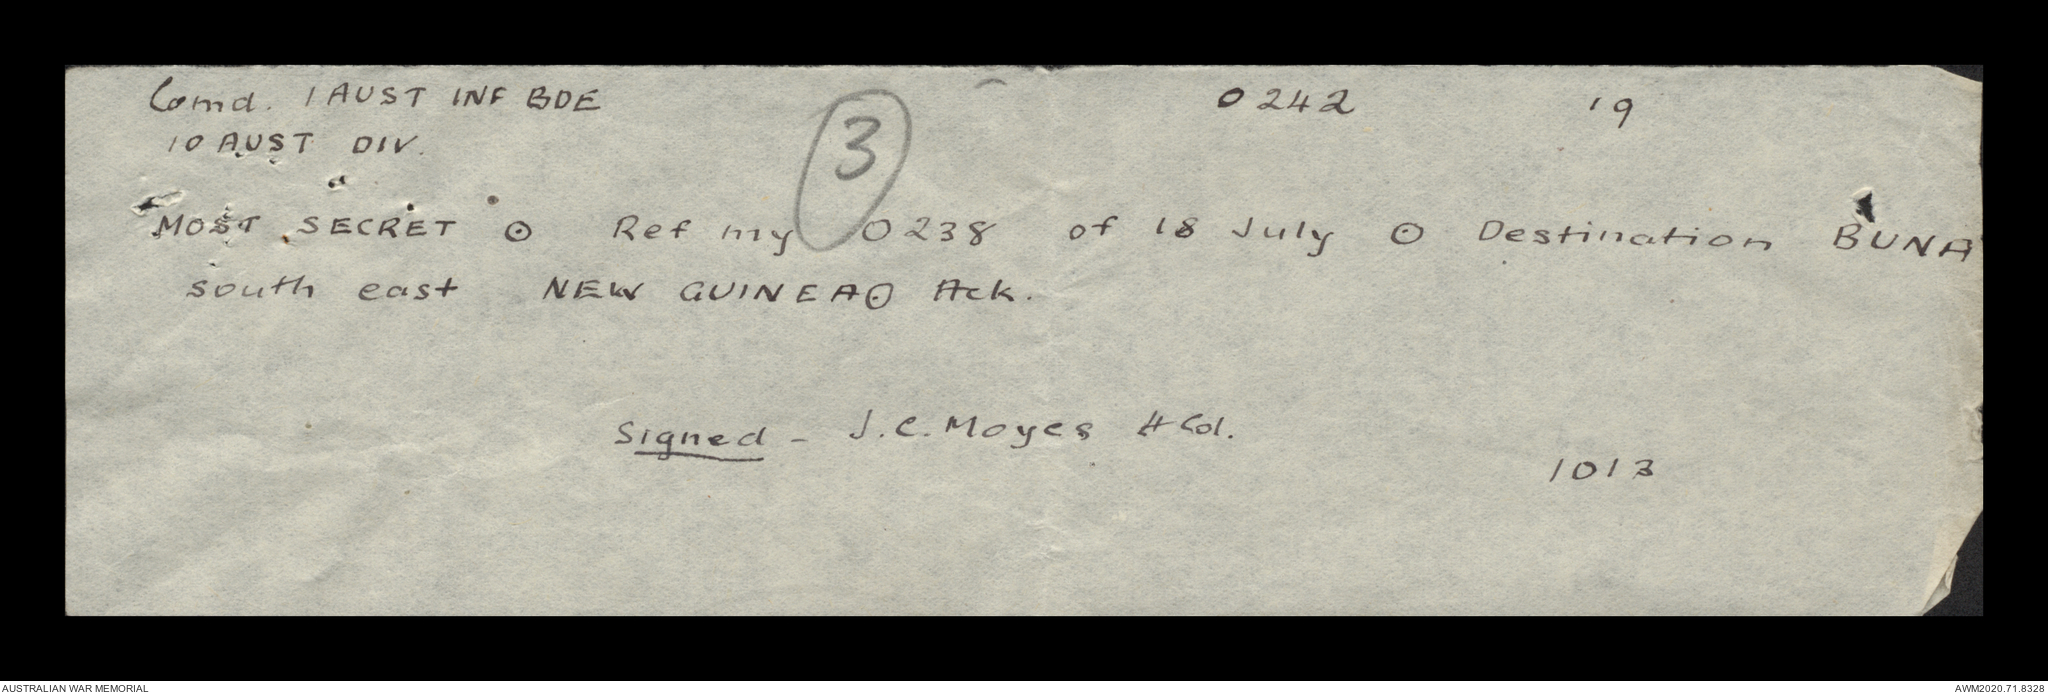 Comd. 1 AUST INF BDE 0242 19
10 AUST DIV.
3
MOST SECRET ⊙ Ref my 0238 of 18 July ⊙ Destination BUNA
south east NEW GUINEA ⊙ Ack.
Signed - J.C. Moyes Lt Col.
1013
AUSTRALIAN WAR MEMORIAL AWM2020.71.8328